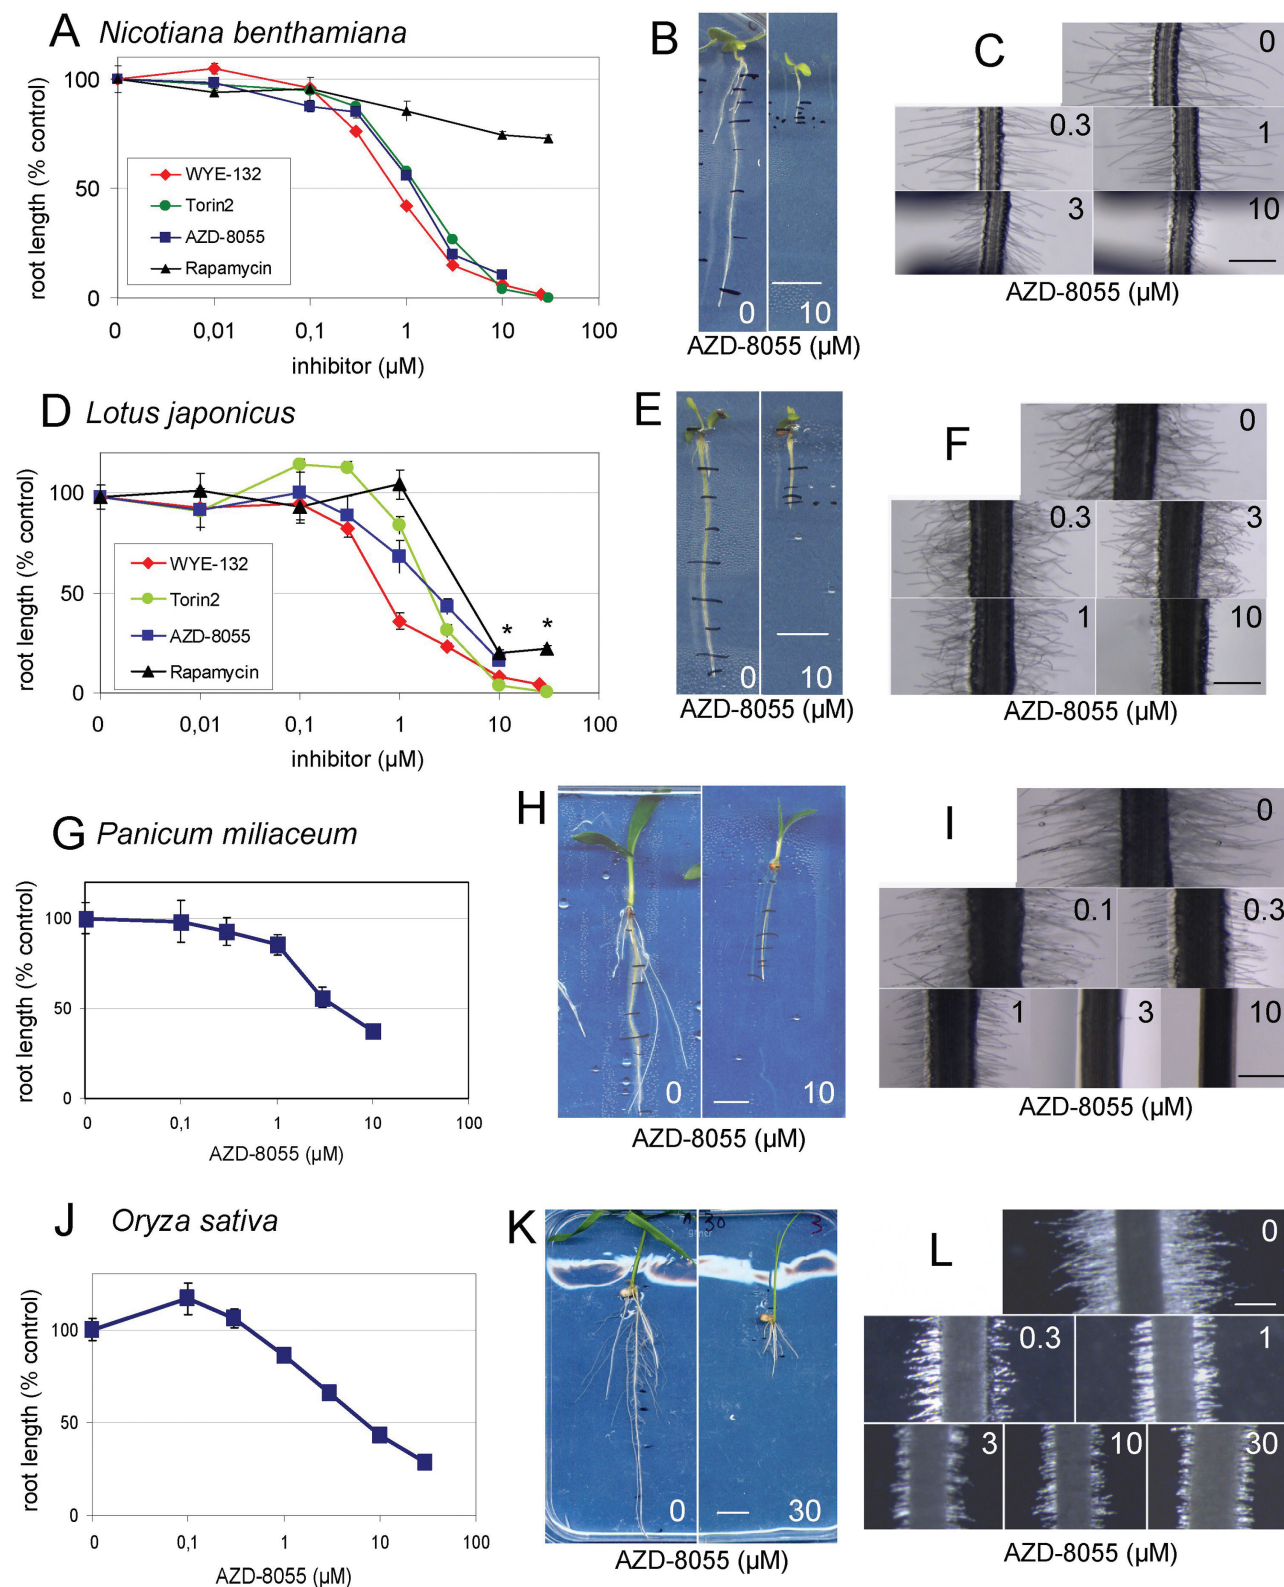 A Nicotiana benthamiana
100
50
0
root length (% control)
WYE-132
Torin2
AZD-8055
Rapamycin
0 0,01 0,1 1 10 100
inhibitor (µM)
B
0 10
AZD-8055 (µM)
C
0
0.3 1
3 10
AZD-8055 (µM)
D Lotus japonicus
100
50
0
root length (% control)
* *
WYE-132
Torin2
AZD-8055
Rapamycin
0 0,01 0,1 1 10 100
inhibitor (µM)
E
0 10
AZD-8055 (µM)
F
0
0.3 3
1 10
AZD-8055 (µM)
G Panicum miliaceum
100
50
0
root length (% control)
0 0,1 1 10 100
AZD-8055 (µM)
H
0 10
AZD-8055 (µM)
I
0
0.1 0.3
1 3 10
AZD-8055 (µM)
J Oryza sativa
100
50
0
root length (% control)
0 0,1 1 10 100
AZD-8055 (µM)
K
30 3
0 30
AZD-8055 (µM)
L
0
0.3 1
3 10 30
AZD-8055 (µM)